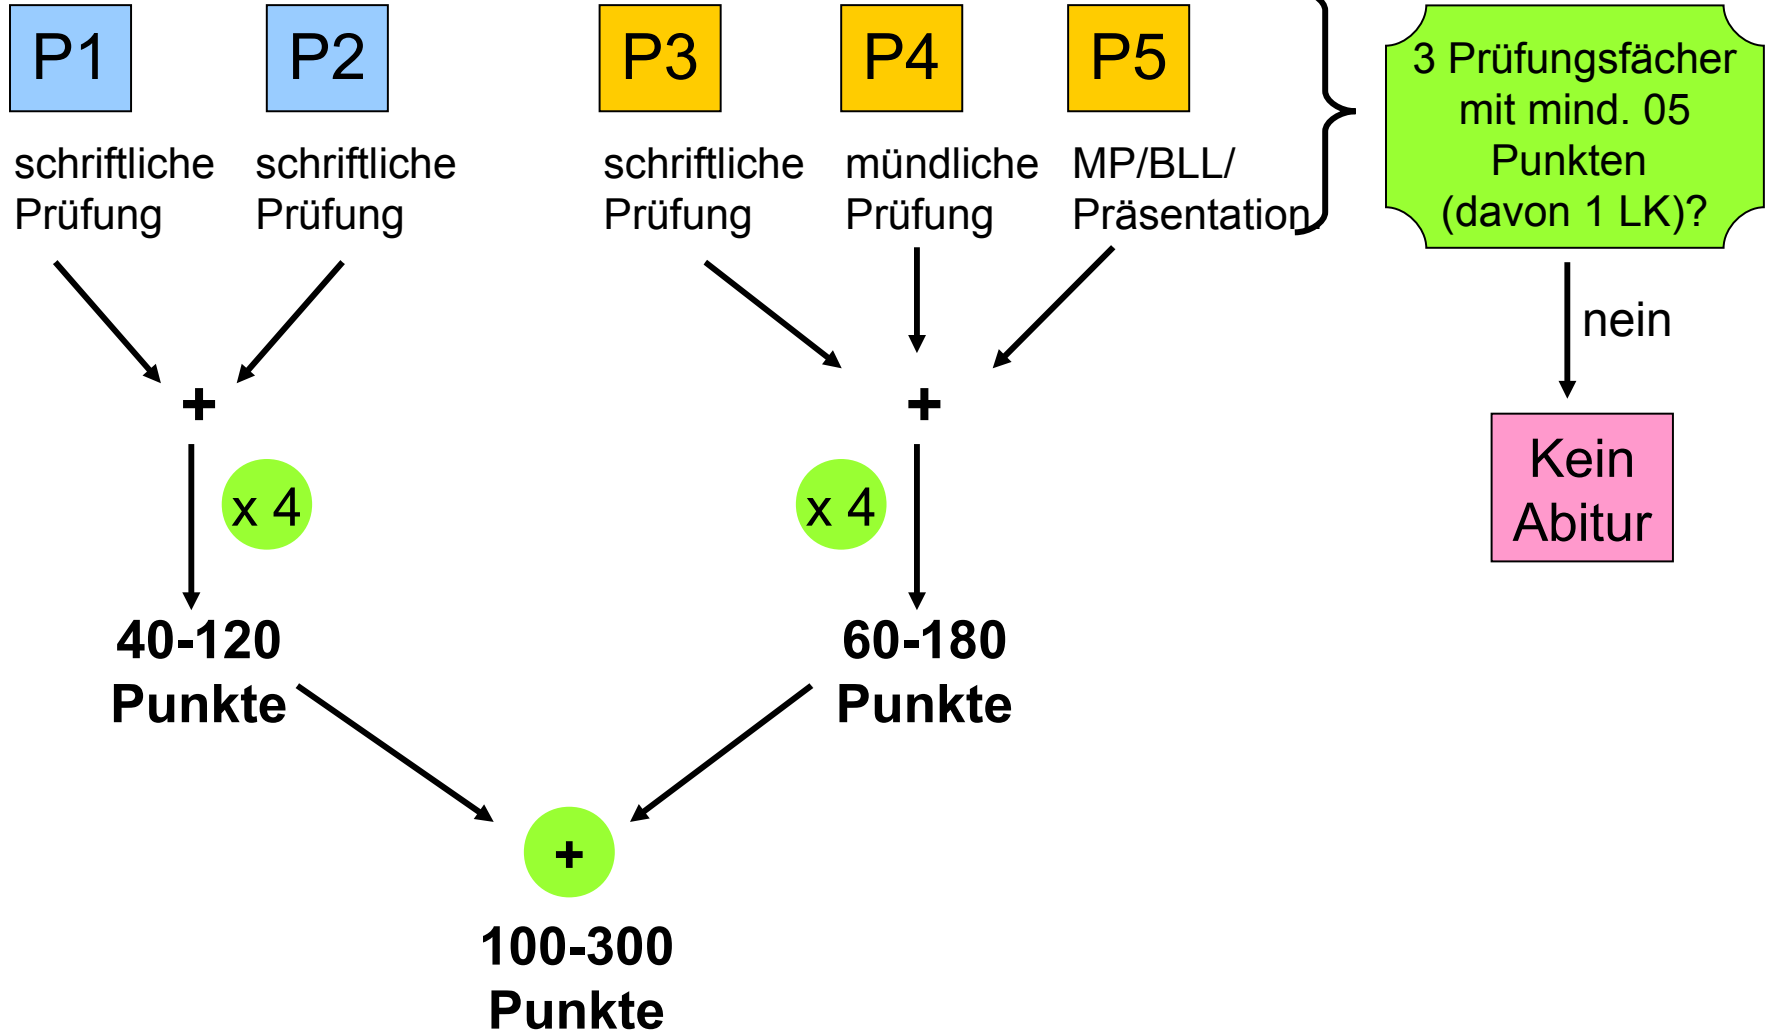 P1
P2
P3
P4
P5
schriftliche
Prüfung
schriftliche
Prüfung
schriftliche
Prüfung
mündliche
Prüfung
MP/BLL/
Präsentation
3 Prüfungsfächer
mit mind. 05
Punkten
(davon 1 LK)?
nein
Kein
Abitur
+
+
x 4
x 4
40-120
Punkte
60-180
Punkte
+
100-300
Punkte